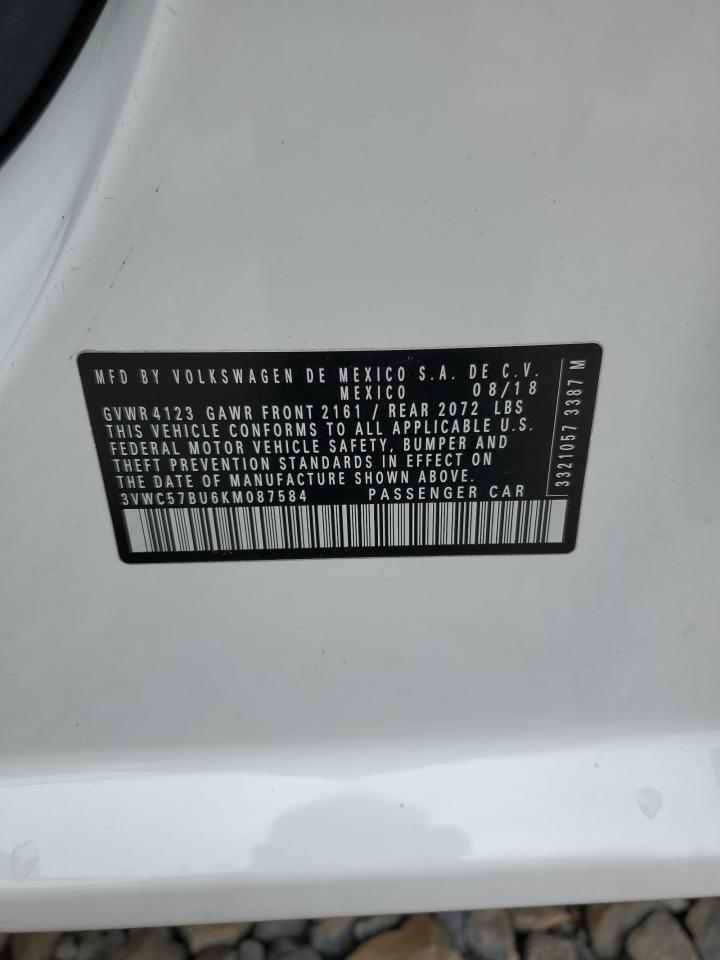 MFD BY VOLKSWAGEN DE MEXICO S.A. DE C.V.
MEXICO 08/18
GVWR 4123 GAWR FRONT 2161 / REAR 2072 LBS
THIS VEHICLE CONFORMS TO ALL APPLICABLE U.S.
FEDERAL MOTOR VEHICLE SAFETY, BUMPER AND
THEFT PREVENTION STANDARDS IN EFFECT ON
THE DATE OF MANUFACTURE SHOWN ABOVE.
3VWC57BU6KM087584 PASSENGER CAR
3321057 3387 M